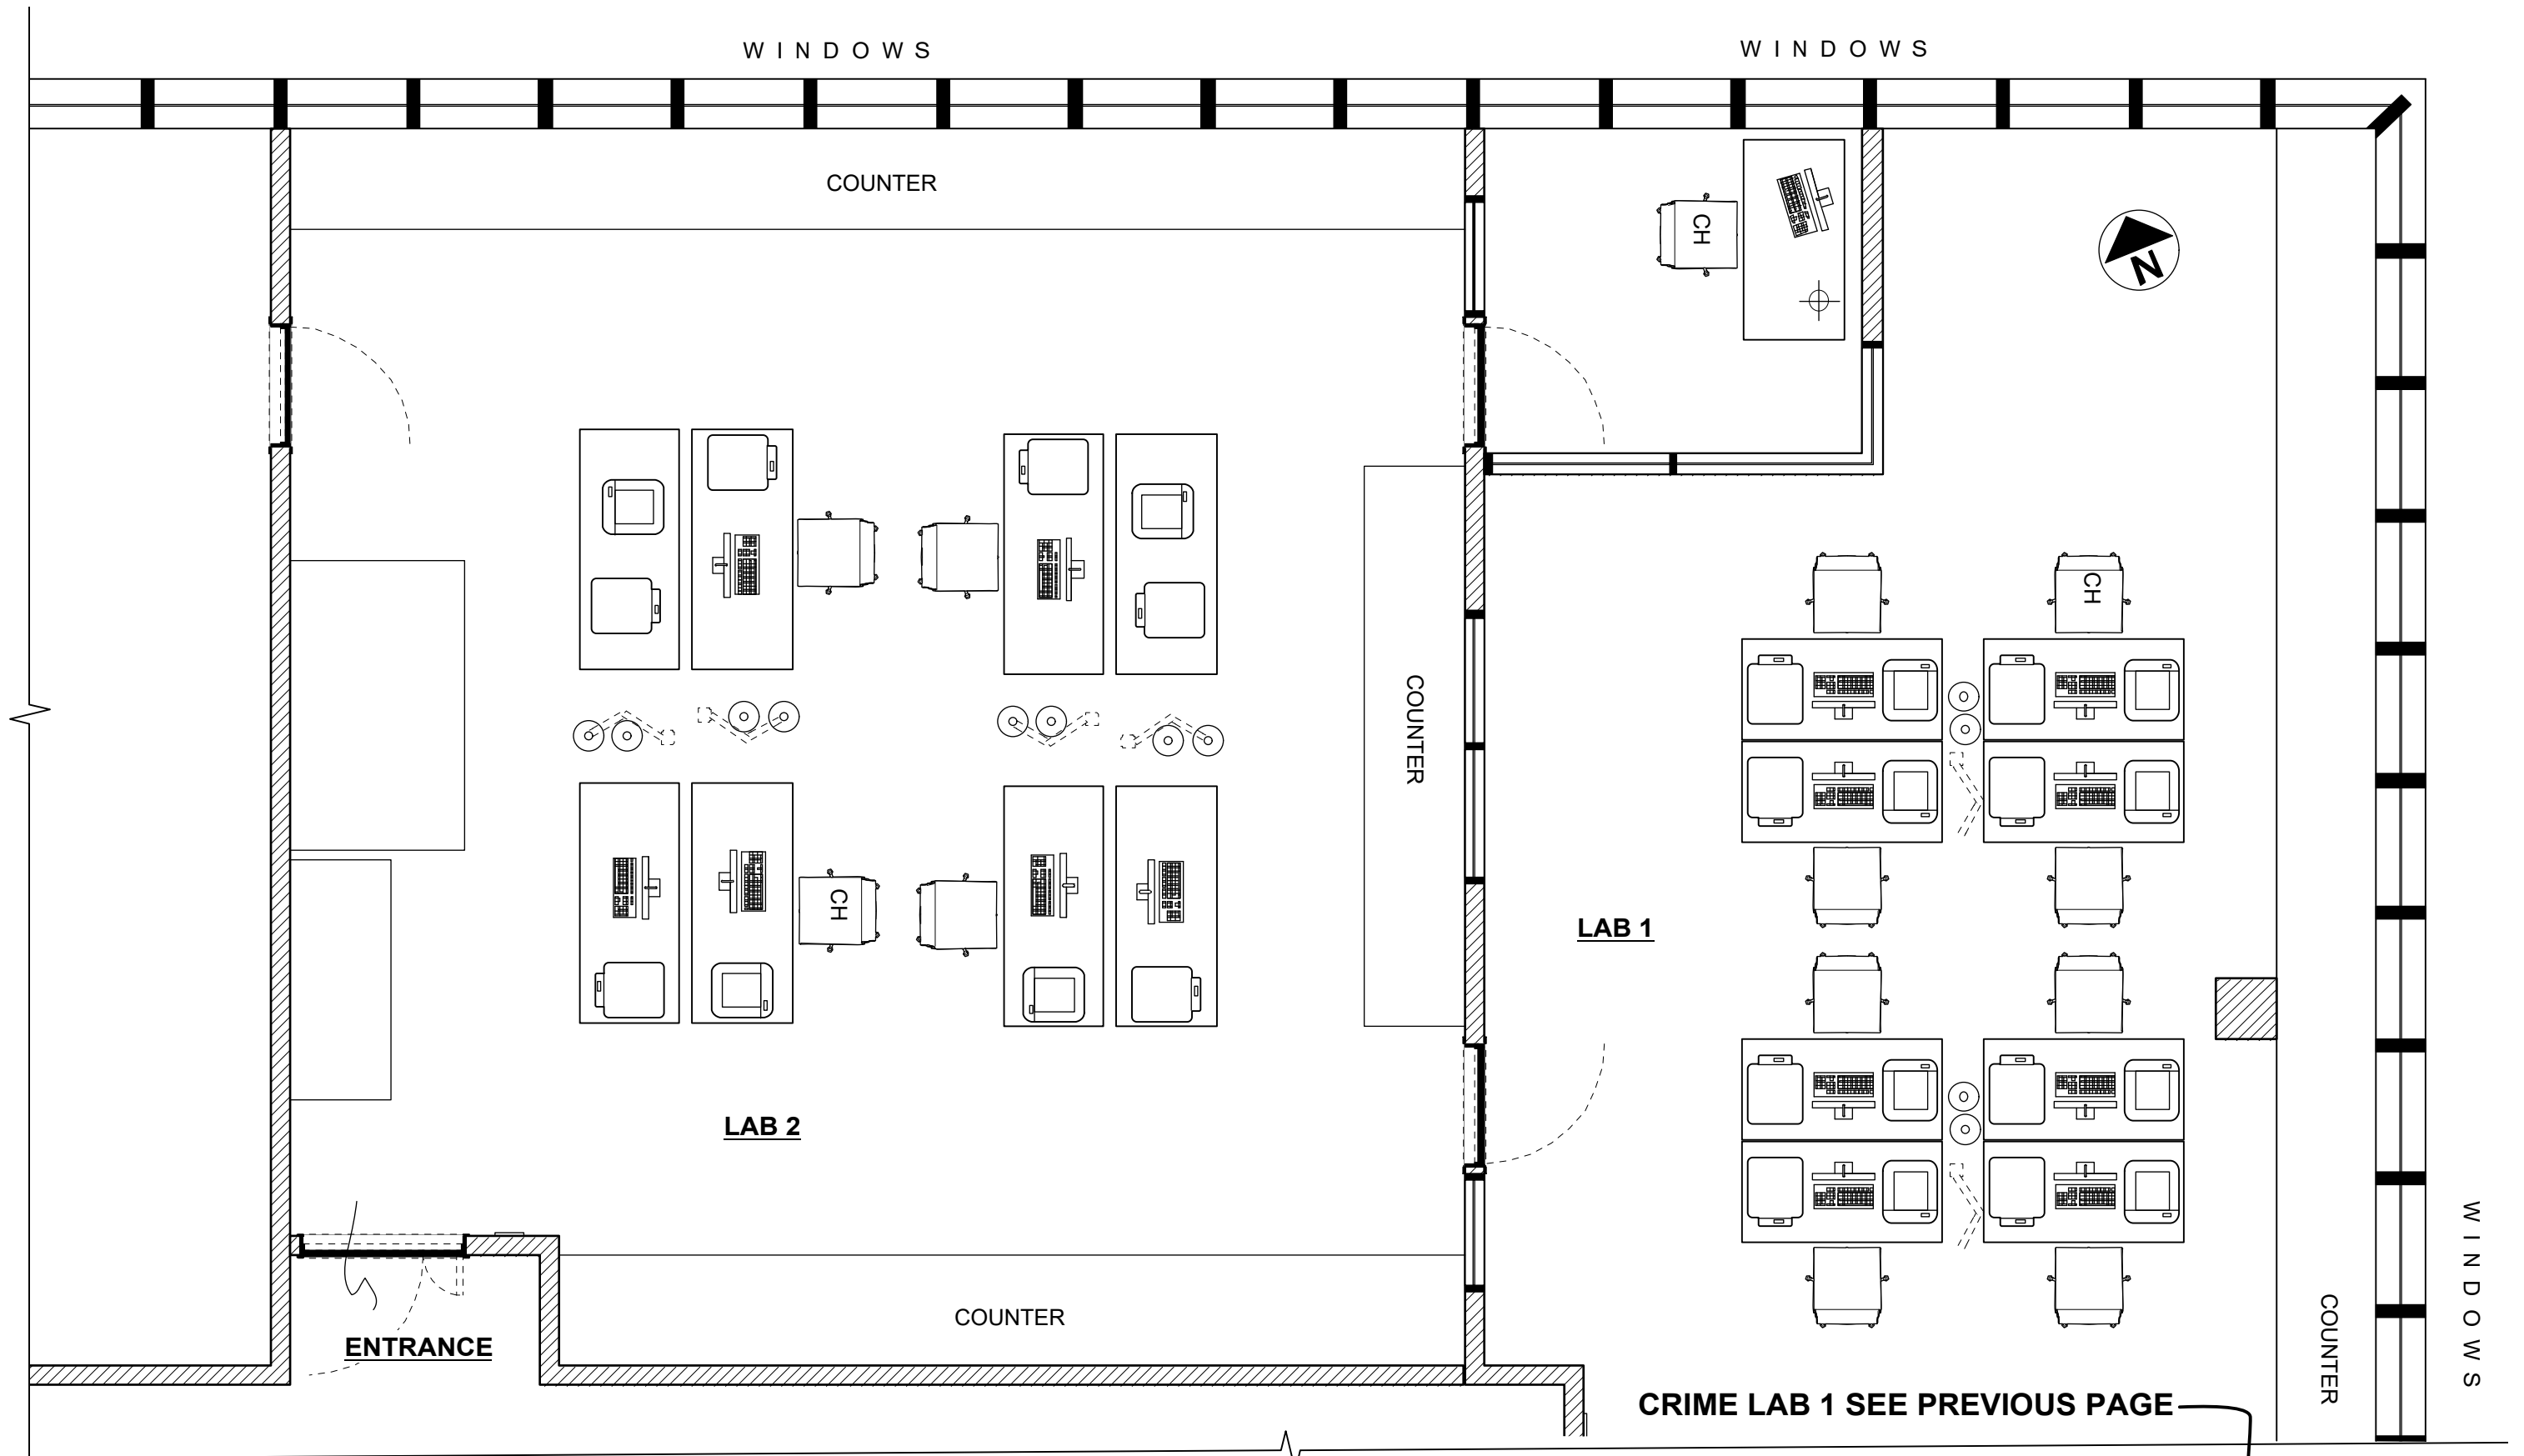 WINDOWS
WINDOWS
COUNTER
CH
N
CH
COUNTER
CH
LAB 1
LAB 2
WINDOWS
COUNTER
ENTRANCE
COUNTER
CRIME LAB 1 SEE PREVIOUS PAGE